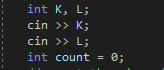 int K, L;
cin >> K;
cin >> L;
int count = 0;